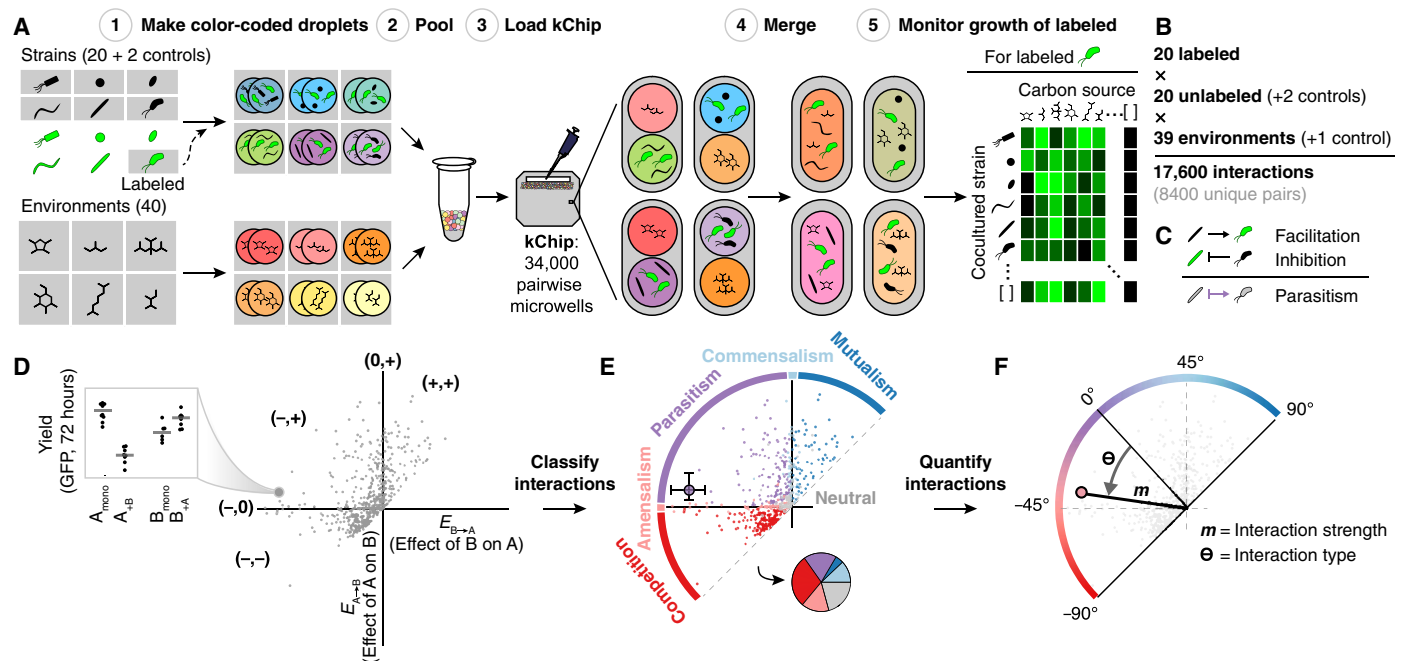 A
1 Make color-coded droplets
2 Pool
3 Load kChip
4 Merge
5 Monitor growth of labeled
Strains (20 + 2 controls)
Labeled
Environments (40)
kChip:
34,000
pairwise
microwells
For labeled
Carbon source
[ ]
Cocultured strain
[ ]
B
20 labeled
×
20 unlabeled (+2 controls)
×
39 environments (+1 control)
17,600 interactions
(8400 unique pairs)
C
Facilitation
Inhibition
Parasitism
D
Yield
(GFP, 72 hours)
Amono
A+B
Bmono
B+A
(0,+)
(+,+)
(−,+)
(−,0)
(−,−)
EB→A
(Effect of B on A)
EA→B
(Effect of A on B)
Classify
interactions
E
Commensalism
Mutualism
Parasitism
Amensalism
Competition
Neutral
Quantify
interactions
F
45°
0°
90°
−45°
−90°
ϴ
m
m = Interaction strength
ϴ = Interaction type